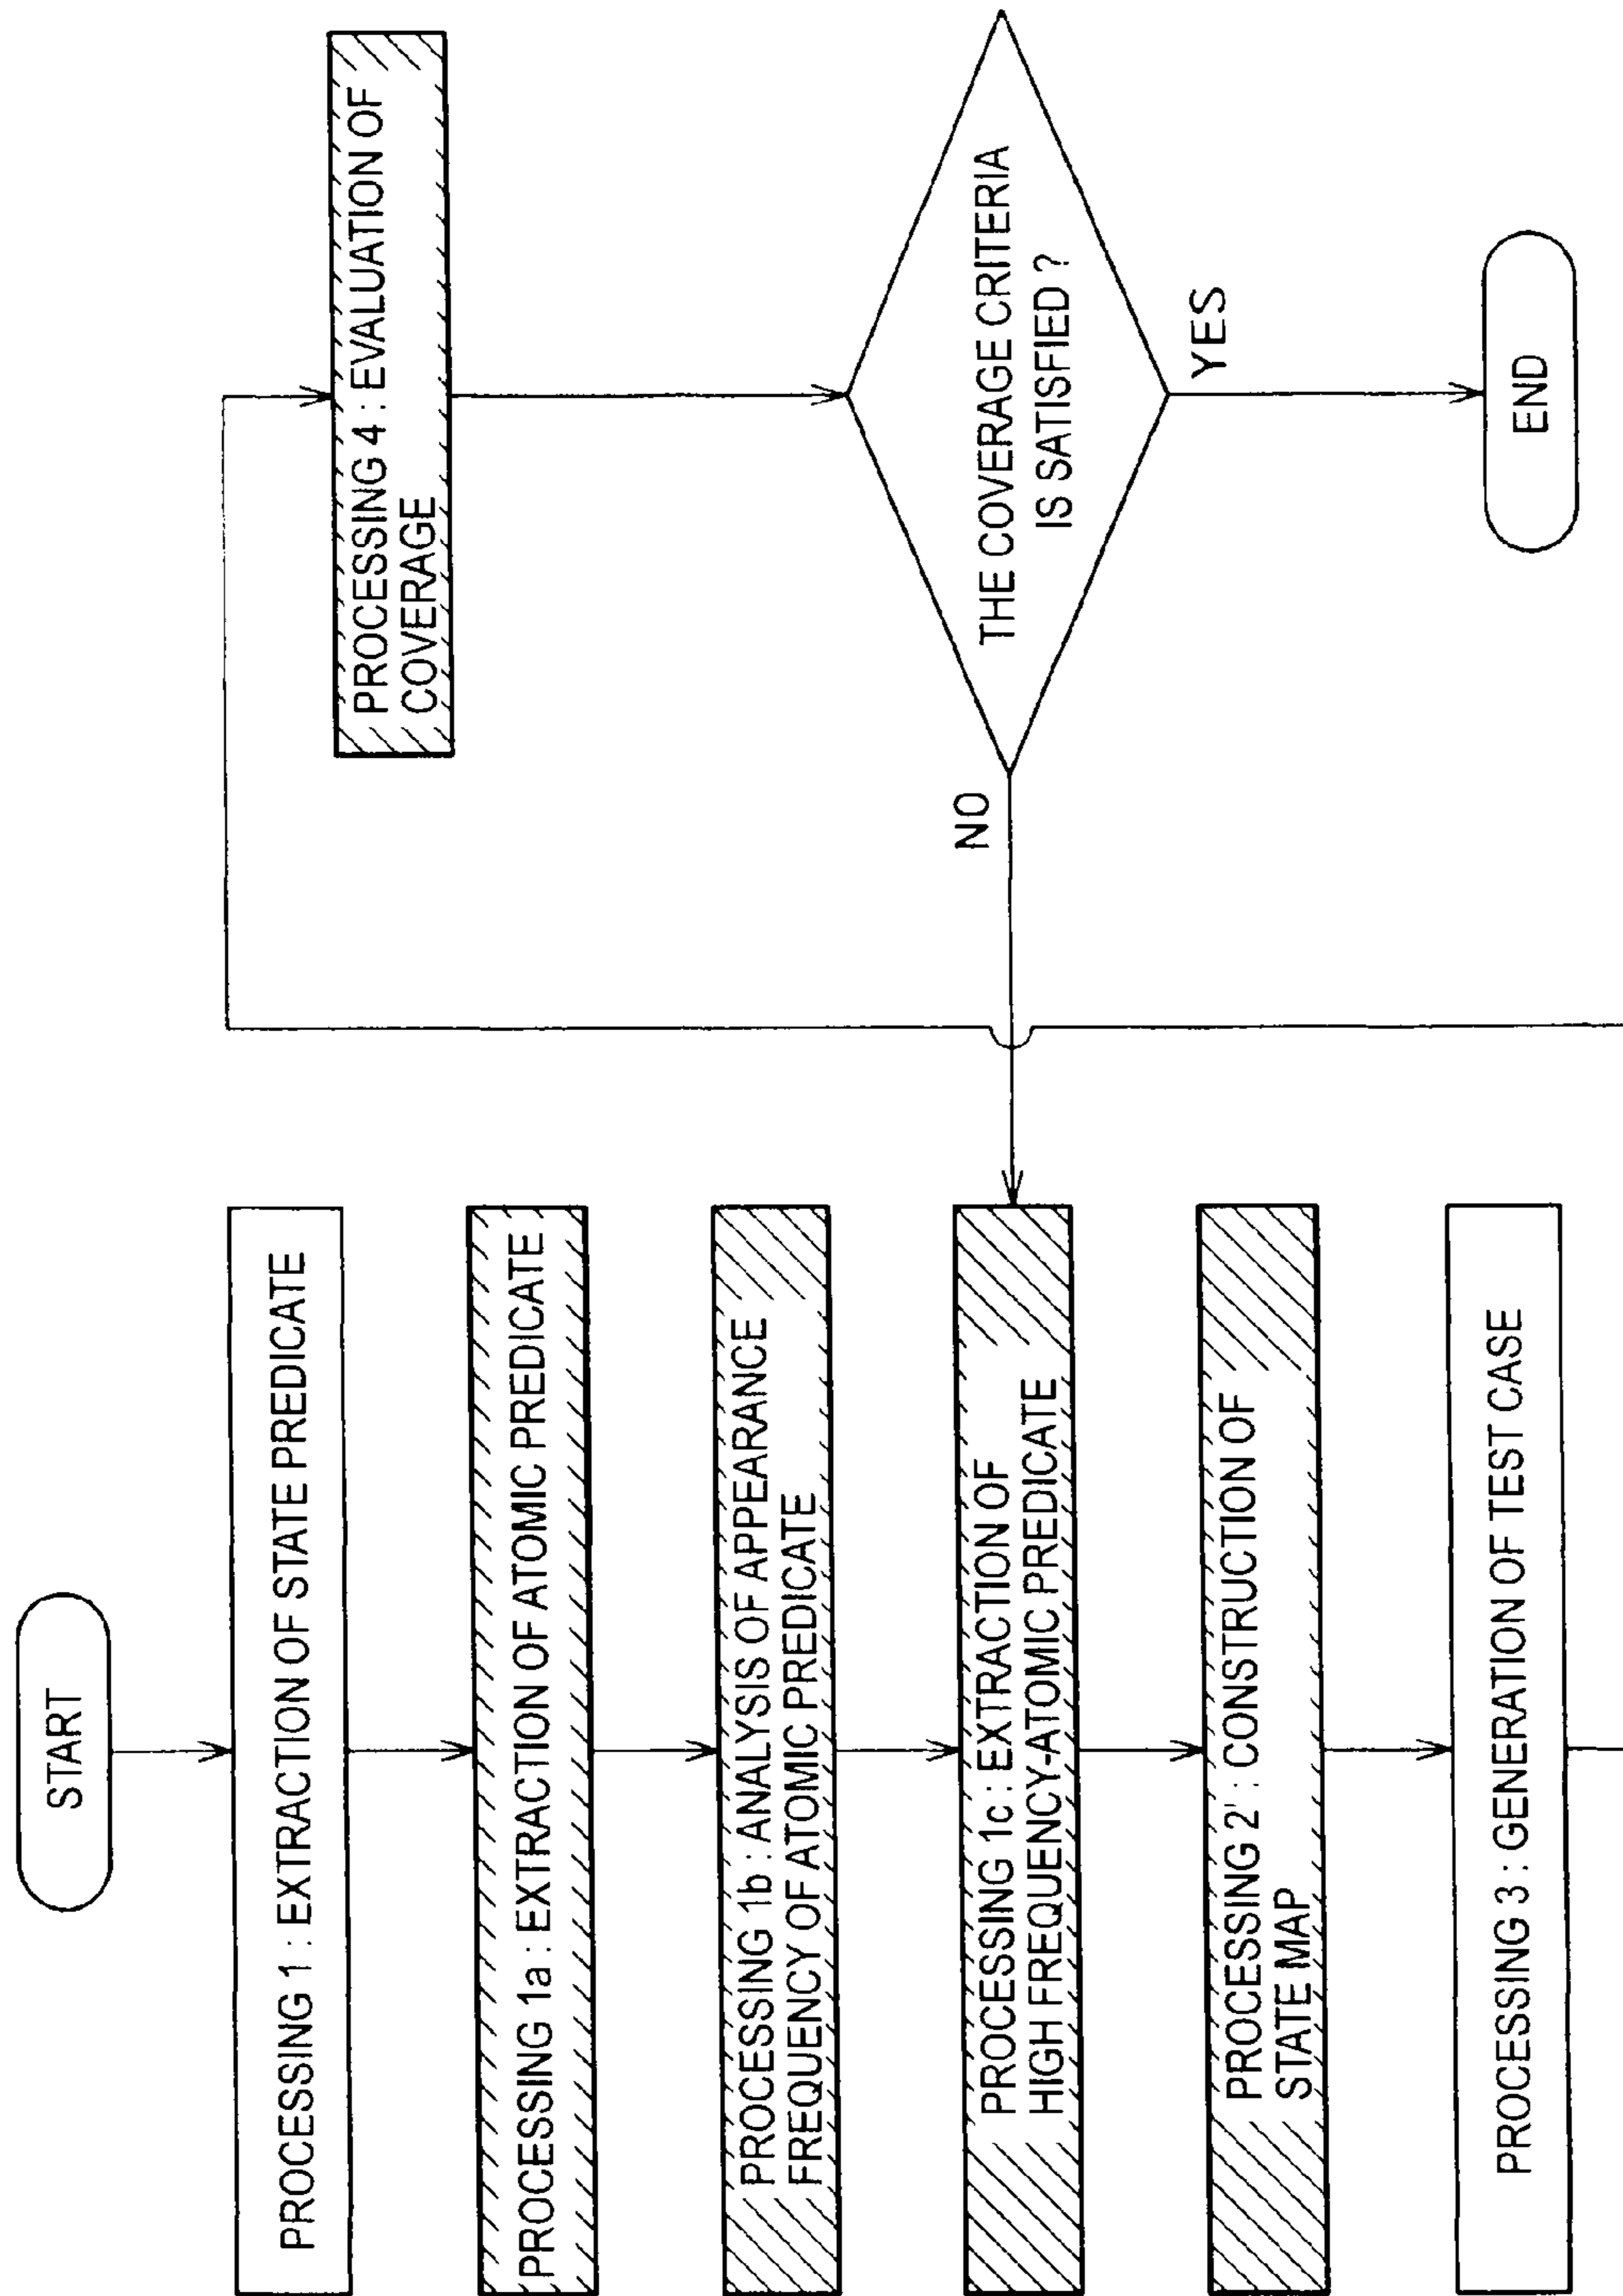 START
PROCESSING 1 : EXTRACTION OF STATE PREDICATE
PROCESSING 1a : EXTRACTION OF ATOMIC PREDICATE
PROCESSING 1b : ANALYSIS OF APPEARANCE
FREQUENCY OF ATOMIC PREDICATE
PROCESSING 1c : EXTRACTION OF
HIGH FREQUENCY-ATOMIC PREDICATE
PROCESSING 2' : CONSTRUCTION OF
STATE MAP
PROCESSING 3 : GENERATION OF TEST CASE
PROCESSING 4 : EVALUATION OF
COVERAGE
THE COVERAGE CRITERIA
IS SATISFIED ?
NO
YES
END